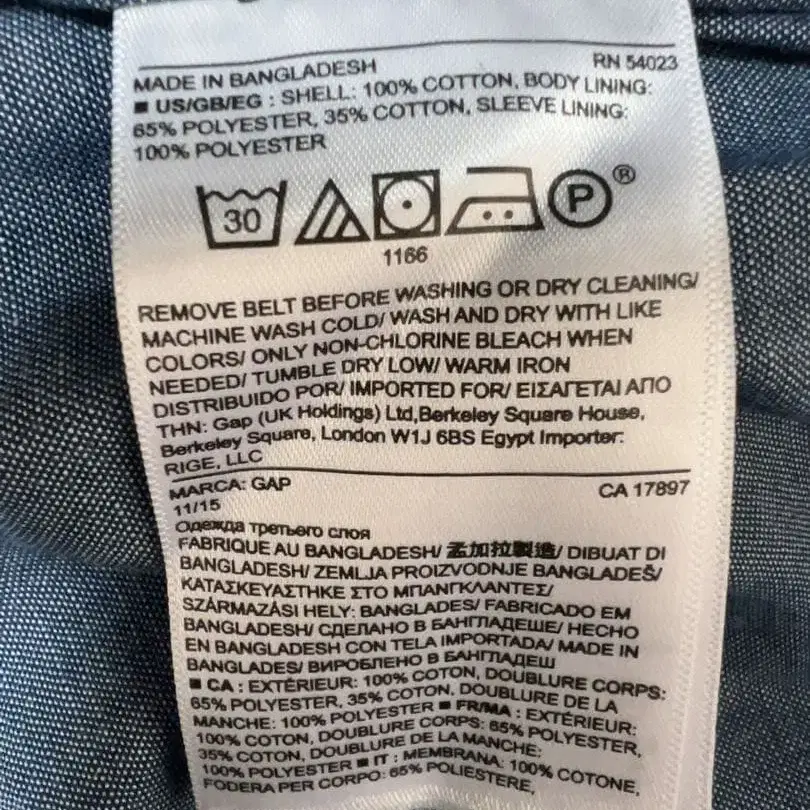 MADE IN BANGLADESH RN 54023
■ US/GB/EG : SHELL: 100% COTTON, BODY LINING:
65% POLYESTER, 35% COTTON, SLEEVE LINING:
100% POLYESTER
30 P ®
1166
REMOVE BELT BEFORE WASHING OR DRY CLEANING/
MACHINE WASH COLD/ WASH AND DRY WITH LIKE
COLORS/ ONLY NON-CHLORINE BLEACH WHEN
NEEDED/ TUMBLE DRY LOW/ WARM IRON
DISTRIBUIDO POR/ IMPORTED FOR/ ΕΙΣΑΓΕΤΑΙ ΑΠΟ
ΤΗΝ: Gap (UK Holdings) Ltd,Berkeley Square House,
Berkeley Square, London W1J 6BS Egypt Importer:
RIGE, LLC
MARCA: GAP CA 17897
11/15
Одежда третьего слоя
FABRIQUE AU BANGLADESH/ 孟加拉製造/ DIBUAT DI
BANGLADESH/ ZEMLJA PROIZVODNJE BANGLADEŠ/
ΚΑΤΑΣΚΕΥΑΣΤΗΚΕ ΣΤΟ ΜΠΑΝΓΚΛΑΝΤΕΣ/
SZÁRMAZÁSI HELY: BANGLADES/ FABRICADO EM
BANGLADESH/ СДЕЛАНО В БАНГЛАДЕШЕ/ HECHO
EN BANGLADESH CON TELA IMPORTADA/ MADE IN
BANGLADES/ ВИРОБЛЕНО В БАНГЛАДЕШ
■ CA : EXTÉRIEUR: 100% COTON, DOUBLURE CORPS:
65% POLYESTER, 35% COTON, DOUBLURE DE LA
MANCHE: 100% POLYESTER ■ FR/MA : EXTÉRIEUR:
100% COTON, DOUBLURE CORPS: 65% POLYESTER,
35% COTON, DOUBLURE DE LA MANCHE:
100% POLYESTER ■ IT : MEMBRANA: 100% COTONE,
FODERA PER CORPO: 65% POLIESTERE,